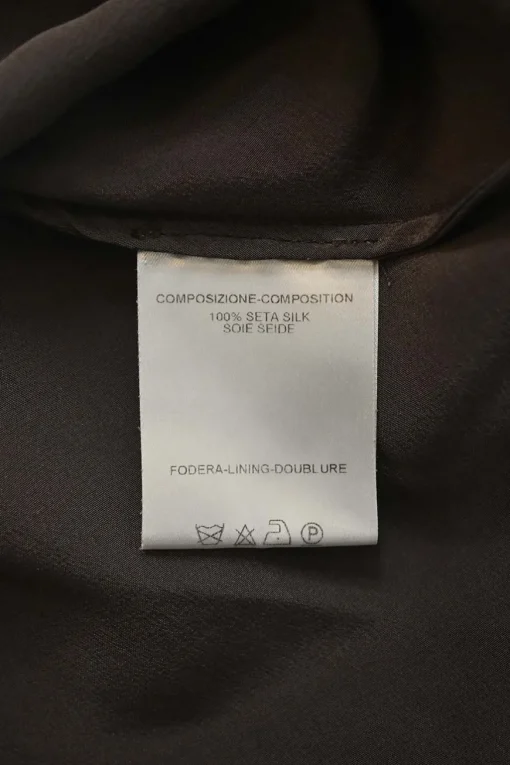 COMPOSIZIONE-COMPOSITION
100% SETA SILK
SOIE SEIDE
FODERA-LINING-DOUBLURE
P